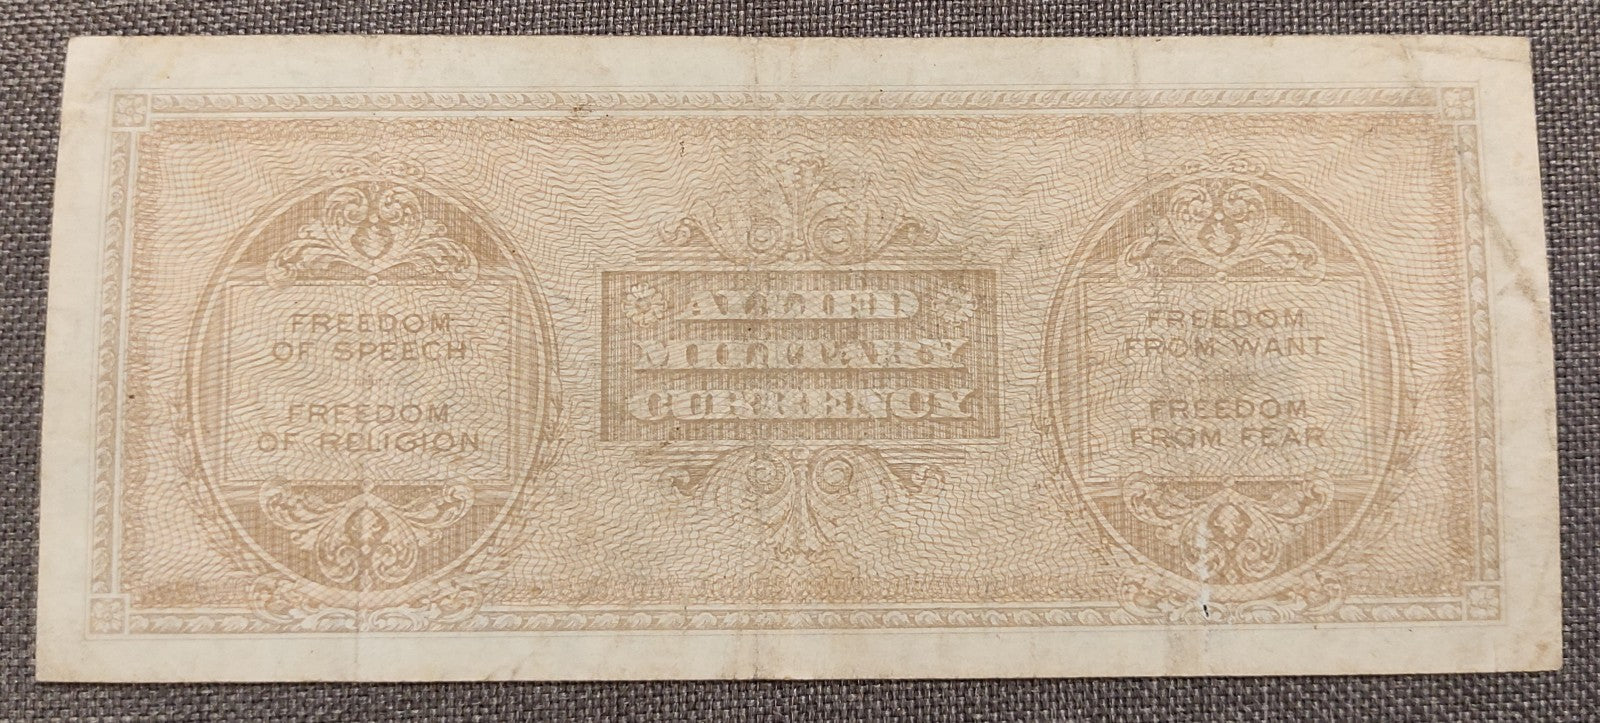 FREEDOM
OF SPEECH
FREEDOM
OF RELIGION
ALLIED
MILITARY
CURRENCY
FREEDOM
FROM WANT
FREEDOM
FROM FEAR